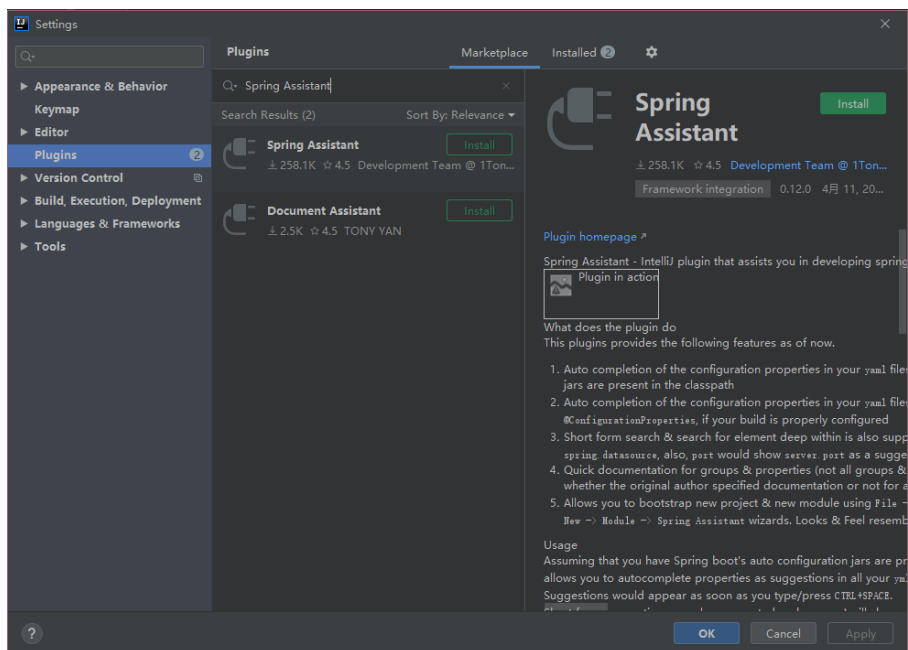 Settings
Plugins
Marketplace
Installed 2
Appearance & Behavior
Keymap
Editor
Plugins 2
Version Control
Build, Execution, Deployment
Languages & Frameworks
Tools
Spring Assistant
Search Results (2) Sort By: Relevance
Spring Assistant Install
258.1K 4.5 Development Team @ 1Ton...
Document Assistant Install
2.5K 4.5 TONY YAN
Spring
Assistant
Install
258.1K 4.5 Development Team @ 1Ton...
Framework integration 0.12.0 4月 11, 20...
Plugin homepage
Spring Assistant - IntelliJ plugin that assists you in developing spring
Plugin in action
What does the plugin do
This plugins provides the following features as of now.
1. Auto completion of the configuration properties in your yaml file
jars are present in the classpath
2. Auto completion of the configuration properties in your yaml file
@ConfigurationProperties, if your build is properly configured
3. Short form search & search for element deep within is also supp
spring.datasource, also, port would show server.port as a sugge
4. Quick documentation for groups & properties (not all groups &
whether the original author specified documentation or not for a
5. Allows you to bootstrap new project & new module using File -
New -> Module -> Spring Assistant wizards. Looks & Feel resemb
Usage
Assuming that you have Spring boot's auto configuration jars are pr
allows you to autocomplete properties as suggestions in all your yml
Suggestions would appear as soon as you type/press CTRL+SPACE.
? OK Cancel Apply